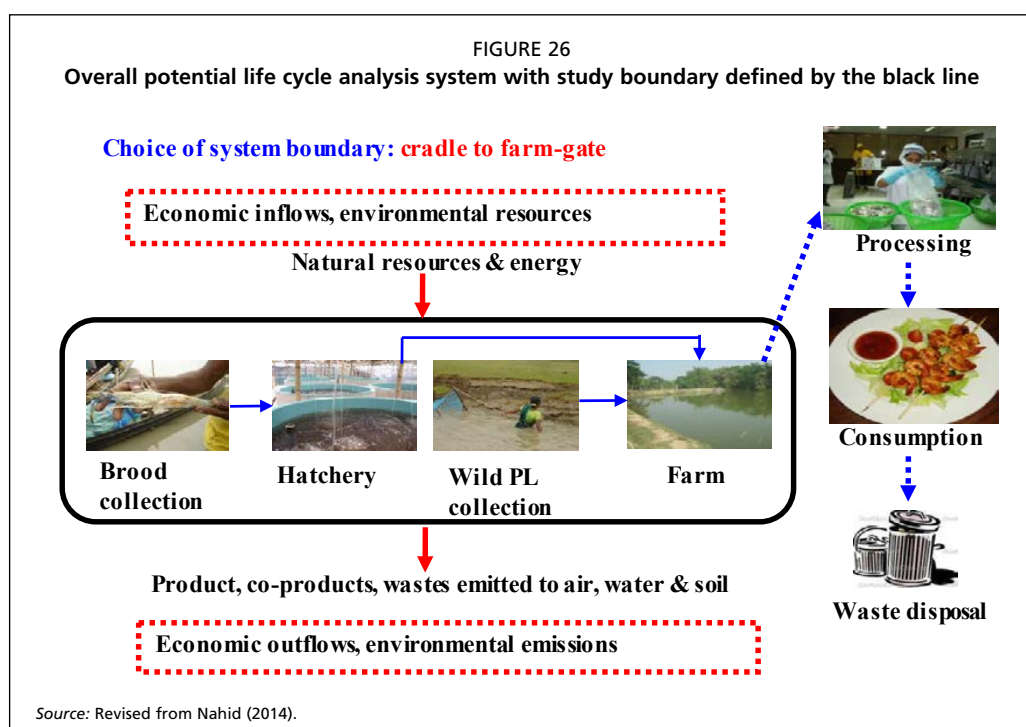 FIGURE 26
Overall potential life cycle analysis system with study boundary defined by the black line
Choice of system boundary: cradle to farm-gate
Economic inflows, environmental resources
Natural resources & energy
Brood
collection
Hatchery
Wild PL
collection
Farm
Product, co-products, wastes emitted to air, water & soil
Economic outflows, environmental emissions
Processing
Consumption
Waste disposal
Source: Revised from Nahid (2014).